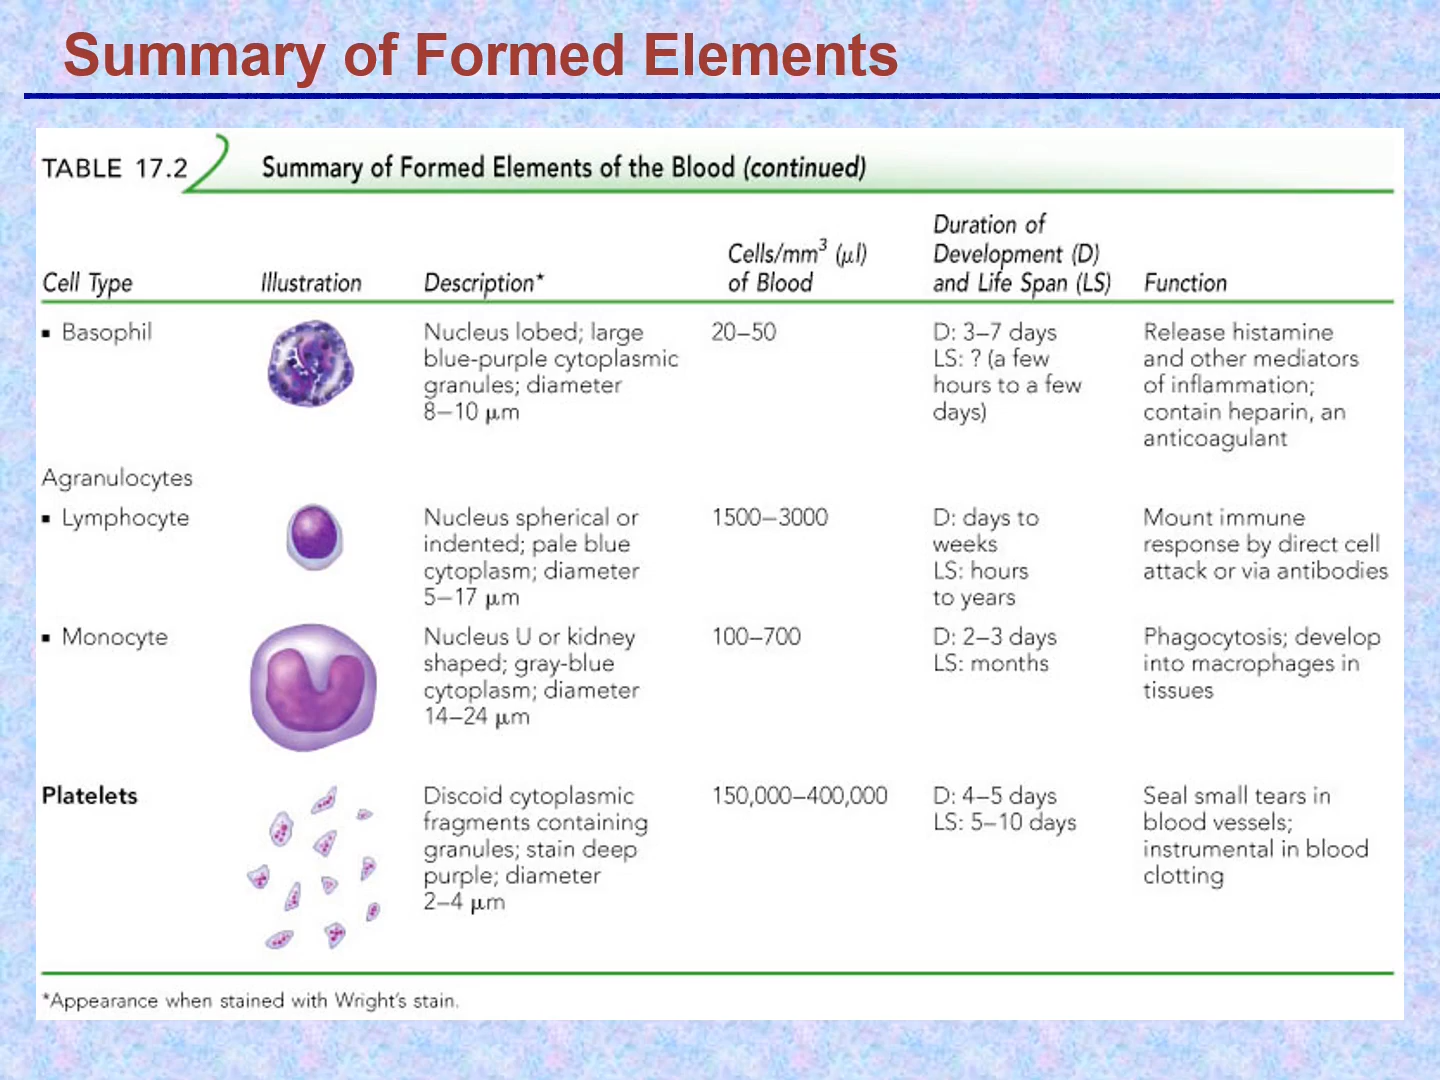 Summary of Formed Elements
TABLE 17.2 Summary of Formed Elements of the Blood (continued)
Cell Type Illustration Description* Cells/mm³ (μl) of Blood Duration of Development (D) and Life Span (LS) Function
▪ Basophil
Nucleus lobed; large
blue-purple cytoplasmic
granules; diameter
8–10 μm
20–50
D: 3–7 days
LS: ? (a few
hours to a few
days)
Release histamine
and other mediators
of inflammation;
contain heparin, an
anticoagulant
Agranulocytes
▪ Lymphocyte
Nucleus spherical or
indented; pale blue
cytoplasm; diameter
5–17 μm
1500–3000
D: days to
weeks
LS: hours
to years
Mount immune
response by direct cell
attack or via antibodies
▪ Monocyte
Nucleus U or kidney
shaped; gray-blue
cytoplasm; diameter
14–24 μm
100–700
D: 2–3 days
LS: months
Phagocytosis; develop
into macrophages in
tissues
Platelets
Discoid cytoplasmic
fragments containing
granules; stain deep
purple; diameter
2–4 μm
150,000–400,000
D: 4–5 days
LS: 5–10 days
Seal small tears in
blood vessels;
instrumental in blood
clotting
*Appearance when stained with Wright's stain.